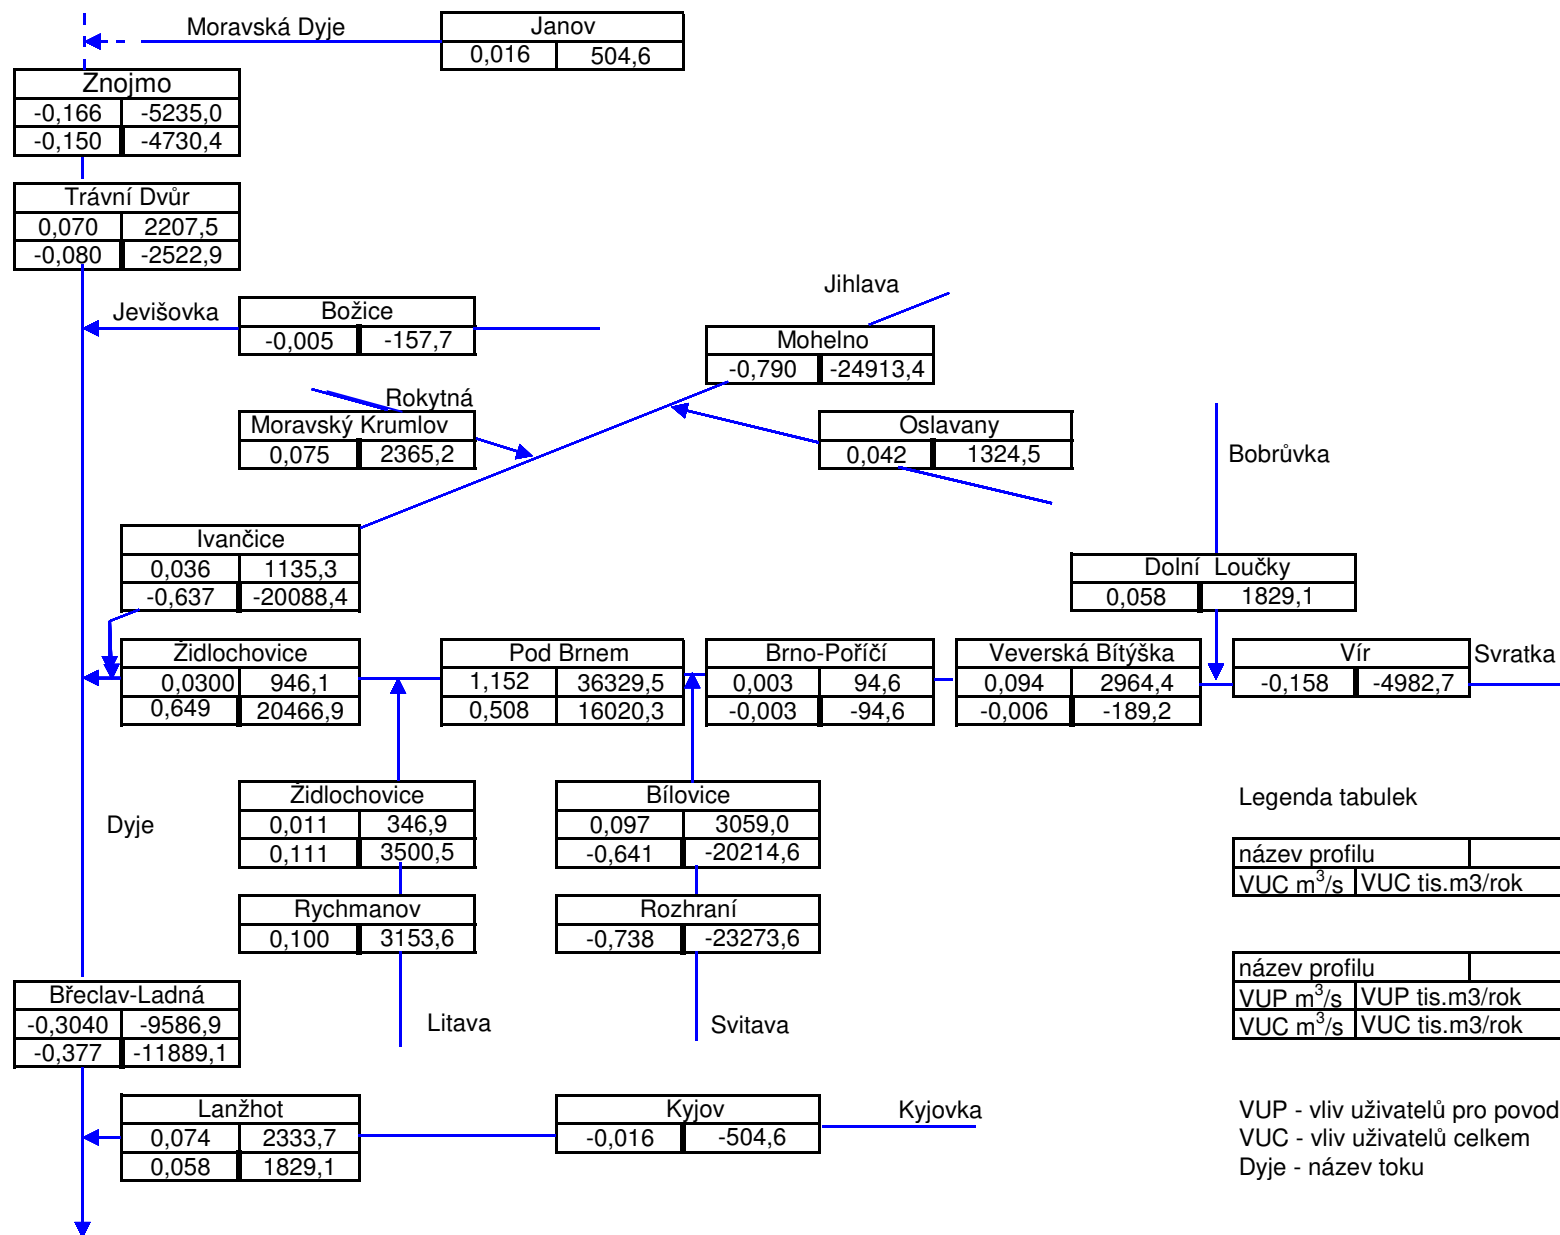 Moravská Dyje
Janov
0,016 504,6
Znojmo
-0,166 -5235,0
-0,150 -4730,4
Trávní Dvůr
0,070 2207,5
-0,080 -2522,9
Jevišovka
Božice
-0,005 -157,7
Jihlava
Mohelno
-0,790 -24913,4
Rokytná
Moravský Krumlov
0,075 2365,2
Oslavany
0,042 1324,5
Bobrůvka
Ivančice
0,036 1135,3
-0,637 -20088,4
Dolní Loučky
0,058 1829,1
Židlochovice
0,0300 946,1
0,649 20466,9
Pod Brnem
1,152 36329,5
0,508 16020,3
Brno-Poříčí
0,003 94,6
-0,003 -94,6
Veverská Bítýška
0,094 2964,4
-0,006 -189,2
Vír
-0,158 -4982,7
Svratka
Dyje
Židlochovice
0,011 346,9
0,111 3500,5
Bílovice
0,097 3059,0
-0,641 -20214,6
Rychmanov
0,100 3153,6
Rozhraní
-0,738 -23273,6
Litava
Svitava
Břeclav-Ladná
-0,3040 -9586,9
-0,377 -11889,1
Lanžhot
0,074 2333,7
0,058 1829,1
Kyjov
-0,016 -504,6
Kyjovka
Legenda tabulek
název profilu
VUC m³/s VUC tis.m3/rok
název profilu
VUP m³/s VUP tis.m3/rok
VUC m³/s VUC tis.m3/rok
VUP - vliv uživatelů pro povod
VUC - vliv uživatelů celkem
Dyje - název toku